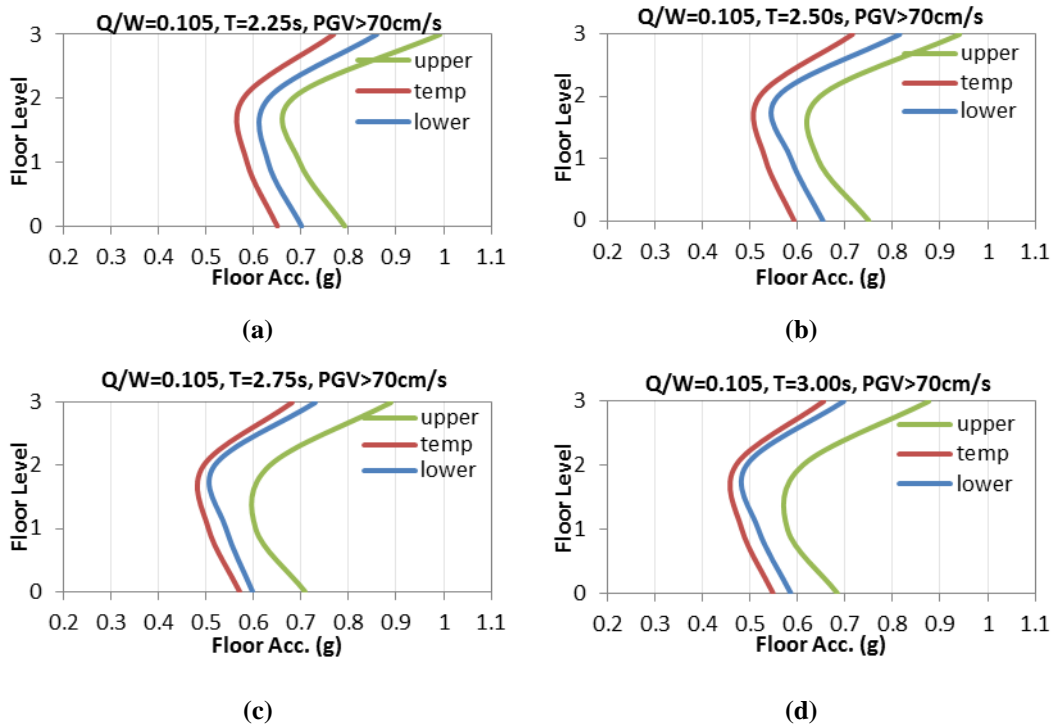 Q/W=0.105, T=2.25s, PGV>70cm/s
3
2
1
0
Floor Level
upper
temp
lower
0.2 0.3 0.4 0.5 0.6 0.7 0.8 0.9 1 1.1
Floor Acc. (g)
(a)
Q/W=0.105, T=2.50s, PGV>70cm/s
3
2
1
0
Floor Level
upper
temp
lower
0.2 0.3 0.4 0.5 0.6 0.7 0.8 0.9 1 1.1
Floor Acc. (g)
(b)
Q/W=0.105, T=2.75s, PGV>70cm/s
3
2
1
0
Floor Level
upper
temp
lower
0.2 0.3 0.4 0.5 0.6 0.7 0.8 0.9 1 1.1
Floor Acc. (g)
(c)
Q/W=0.105, T=3.00s, PGV>70cm/s
3
2
1
0
Floor Level
upper
temp
lower
0.2 0.3 0.4 0.5 0.6 0.7 0.8 0.9 1 1.1
Floor Acc. (g)
(d)